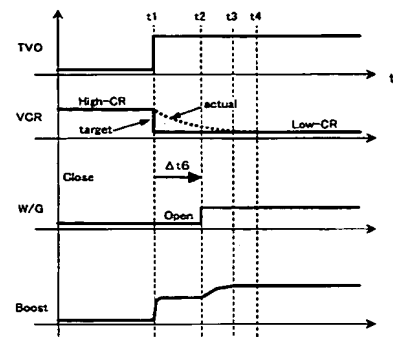 t1 t2 t3 t4
TVO
t
High-CR
actual
VCR
target
Low-CR
Close
Δt6
Open
W/G
Boost